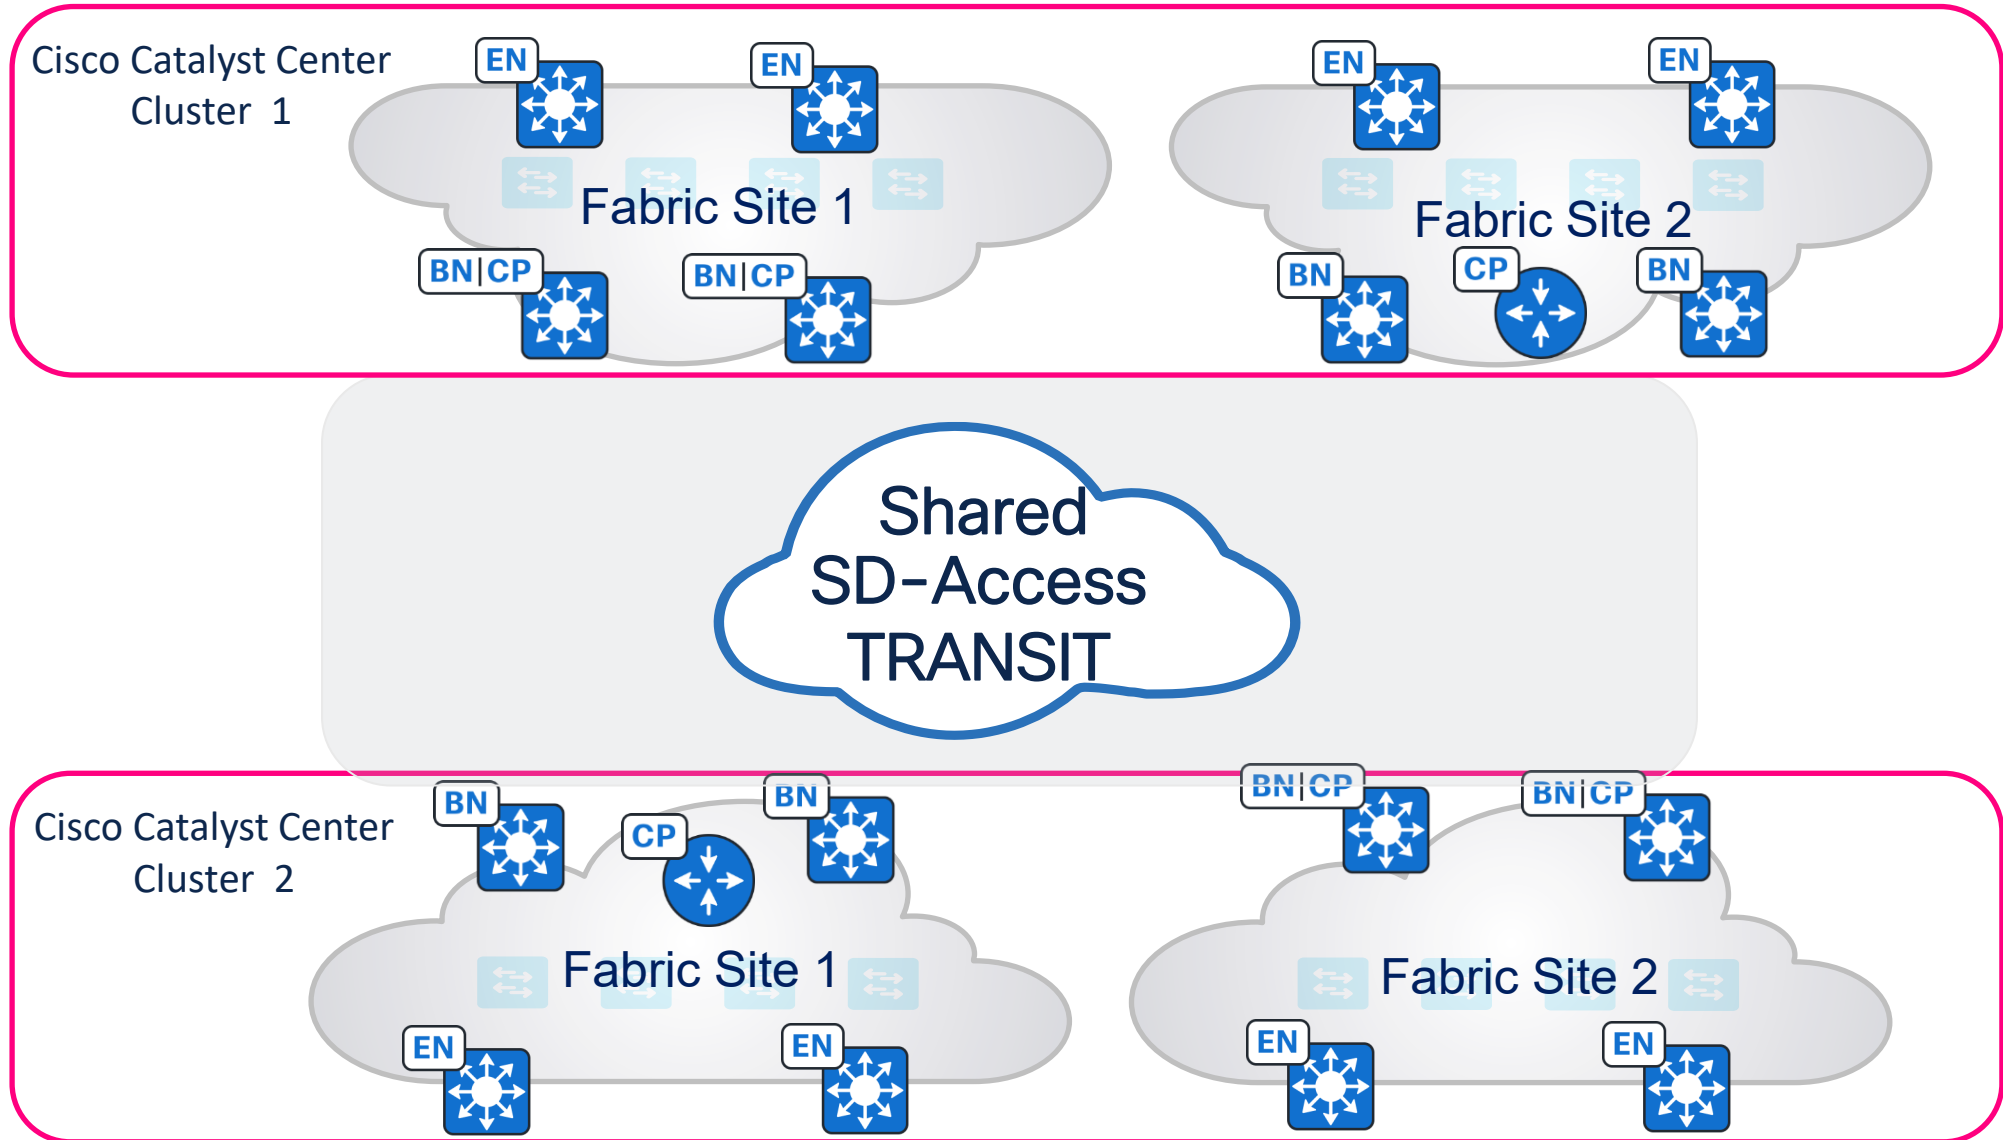 Cisco Catalyst Center
Cluster 1
EN
EN
EN
EN
Fabric Site 1
Fabric Site 2
BN|CP
BN|CP
BN
CP
BN
Shared
SD-Access
TRANSIT
Cisco Catalyst Center
Cluster 2
BN
CP
BN
BN|CP
BN|CP
Fabric Site 1
Fabric Site 2
EN
EN
EN
EN